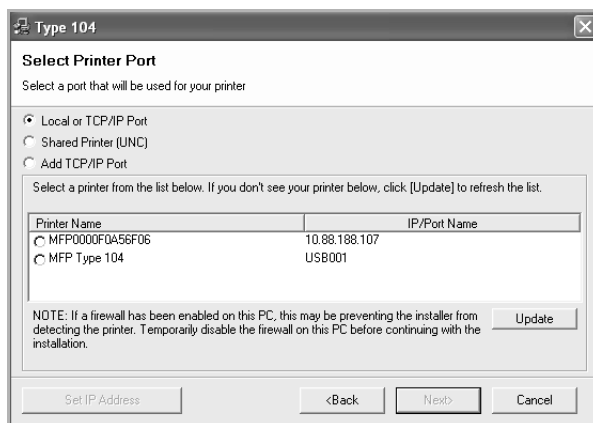 Type 104
Select Printer Port
Select a port that will be used for your printer
Local or TCP/IP Port
Shared Printer (UNC)
Add TCP/IP Port
Select a printer from the list below. If you don't see your printer below, click [Update] to refresh the list.
Printer Name IP/Port Name
MFP0000F0A56F06 10.88.188.107
MFP Type 104 USB001
NOTE: If a firewall has been enabled on this PC, this may be preventing the installer from
detecting the printer. Temporarily disable the firewall on this PC before continuing with the
installation.
Update
Set IP Address <Back Next> Cancel